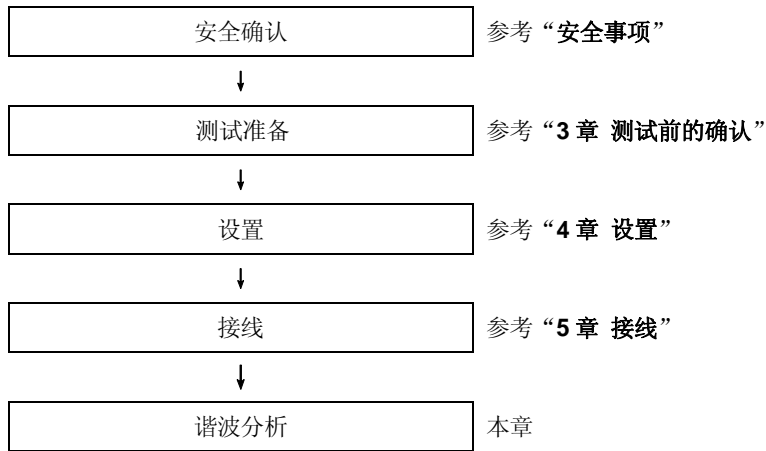 安全确认 参考“安全事项”
↓
测试准备 参考“3 章 测试前的确认”
↓
设置 参考“4 章 设置”
↓
接线 参考“5 章 接线”
↓
谐波分析 本章